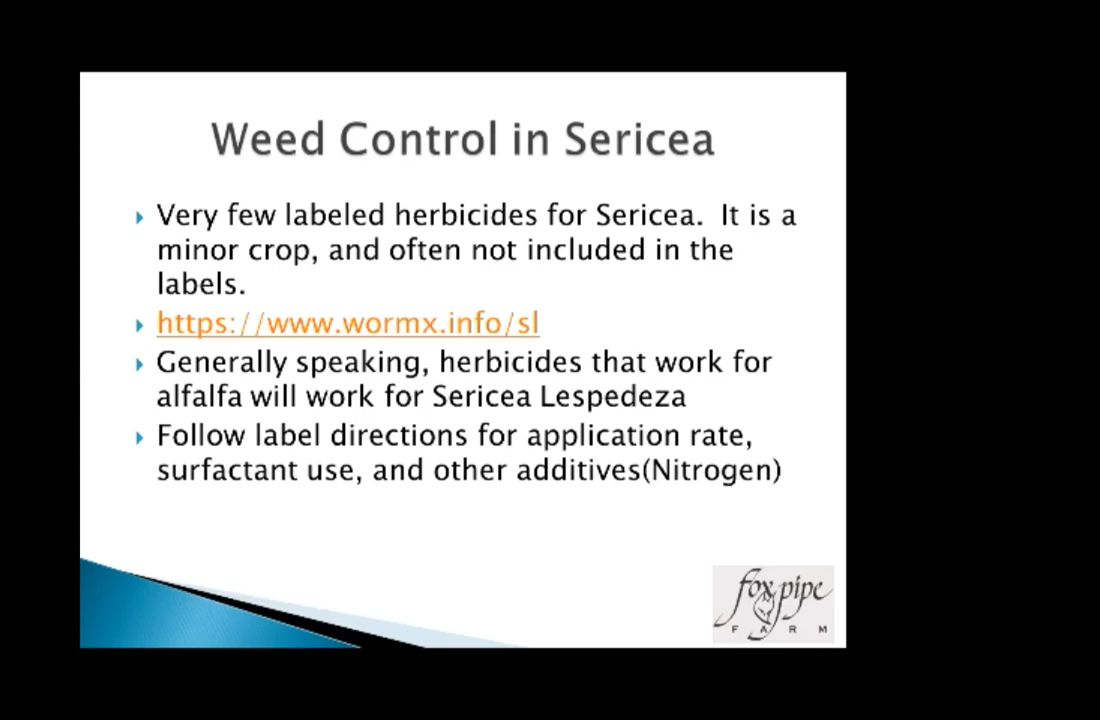 Weed Control in Sericea
Very few labeled herbicides for Sericea. It is a
minor crop, and often not included in the
labels.
https://www.wormx.info/sl
Generally speaking, herbicides that work for
alfalfa will work for Sericea Lespedeza
Follow label directions for application rate,
surfactant use, and other additives(Nitrogen)
fox pipe
FARM